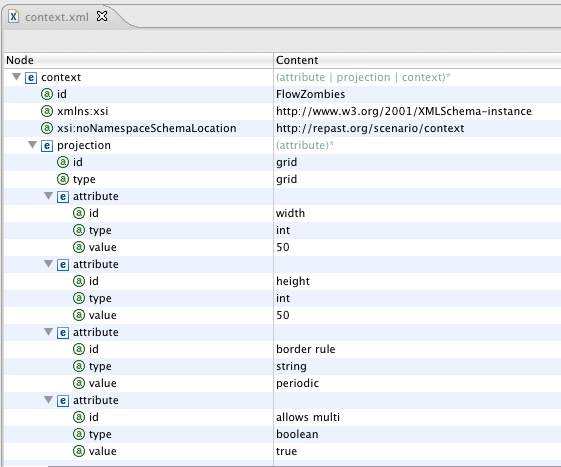 context.xml
Node Content
e context (attribute | projection | context)*
a id FlowZombies
a xmlns:xsi http://www.w3.org/2001/XMLSchema-instance
a xsi:noNamespaceSchemaLocation http://repast.org/scenario/context
e projection (attribute)*
a id grid
a type grid
e attribute
a id width
a type int
a value 50
e attribute
a id height
a type int
a value 50
e attribute
a id border rule
a type string
a value periodic
e attribute
a id allows multi
a type boolean
a value true